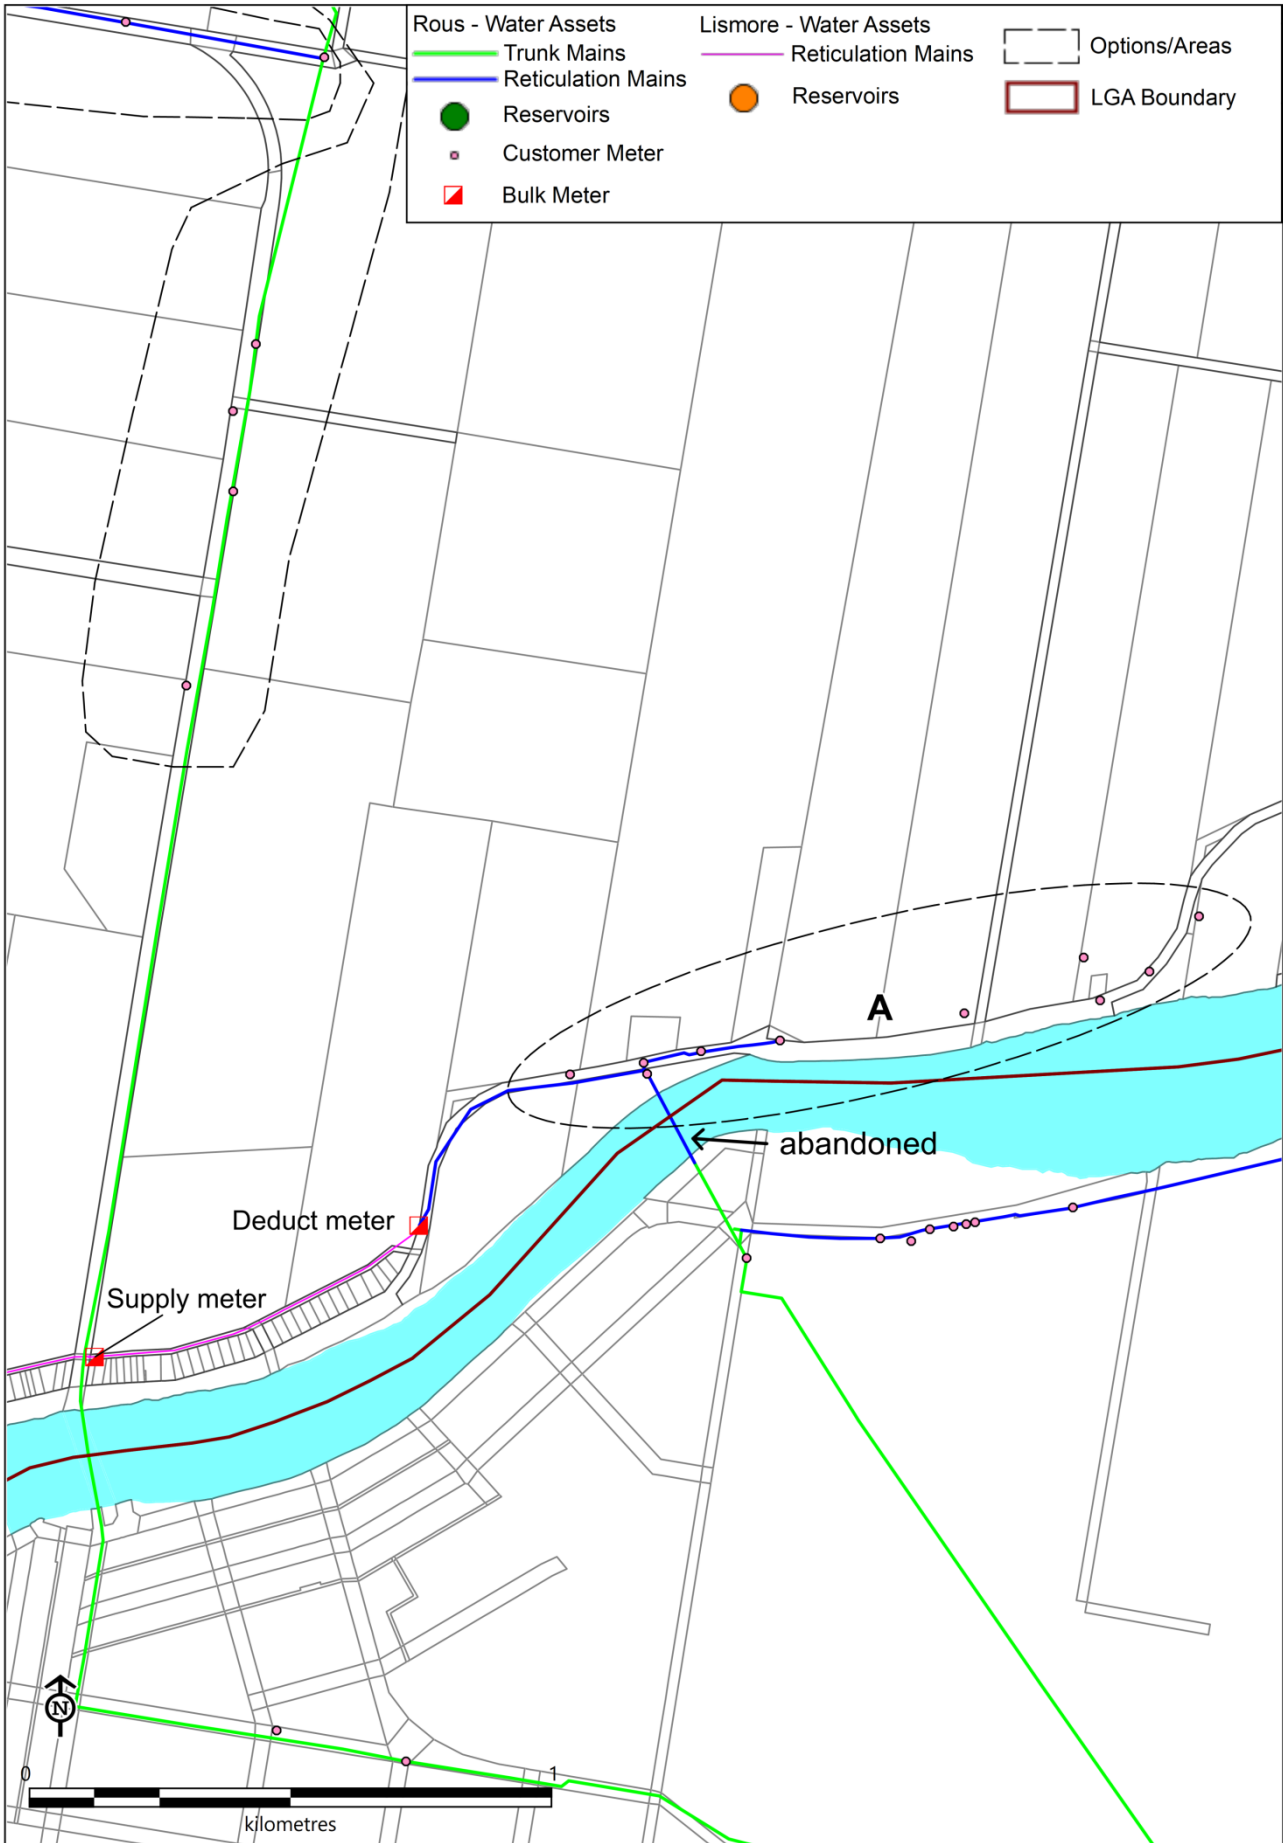 Rous - Water Assets
Trunk Mains
Reticulation Mains
Reservoirs
Customer Meter
Bulk Meter
Lismore - Water Assets
Reticulation Mains
Reservoirs
Options/Areas
LGA Boundary
A
abandoned
Deduct meter
Supply meter
N
0 1
kilometres